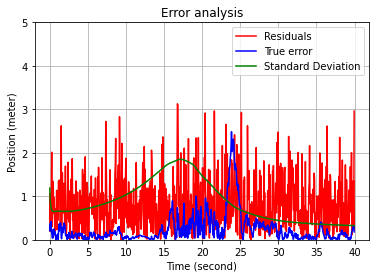 Error analysis
Residuals
True error
Standard Deviation
Position (meter)
5
4
3
2
1
0
0 5 10 15 20 25 30 35 40
Time (second)